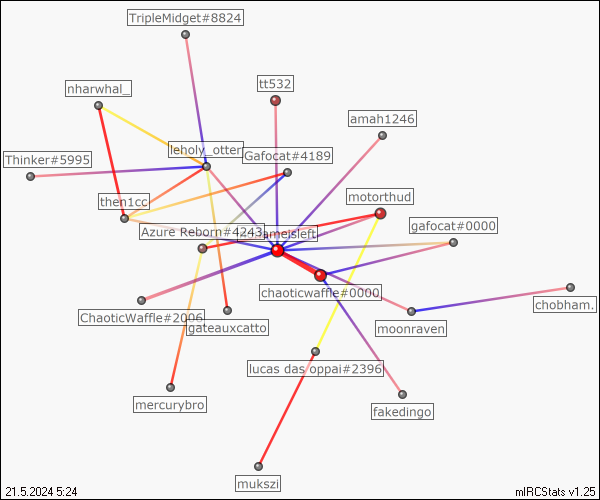 TripleMidget#8824
tt532
nharwhal_
amah1246
leholy_otter
Gafocat#4189
Thinker#5995
motorthud
then1cc
gafocat#0000
Azure Reborn#4243
chaoticwaffle#0000
chobham.
ChaoticWaffle#2006
gateauxcatto
moonraven
lucas das oppai#2396
mercurybro
fakedingo
mukszi
21.5.2024 5:24
mIRCStats v1.25